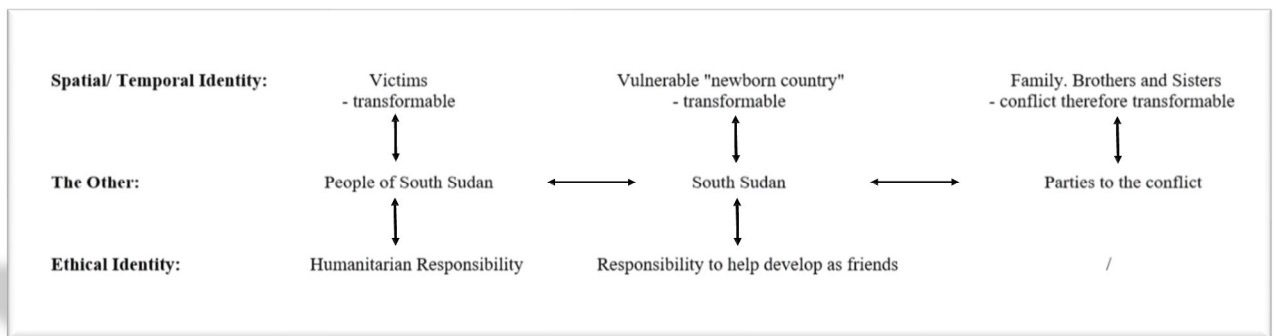 Spatial/ Temporal Identity: Victims Vulnerable "newborn country" Family. Brothers and Sisters
- transformable - transformable - conflict therefore transformable
The Other: People of South Sudan South Sudan Parties to the conflict
Ethical Identity: Humanitarian Responsibility Responsibility to help develop as friends /